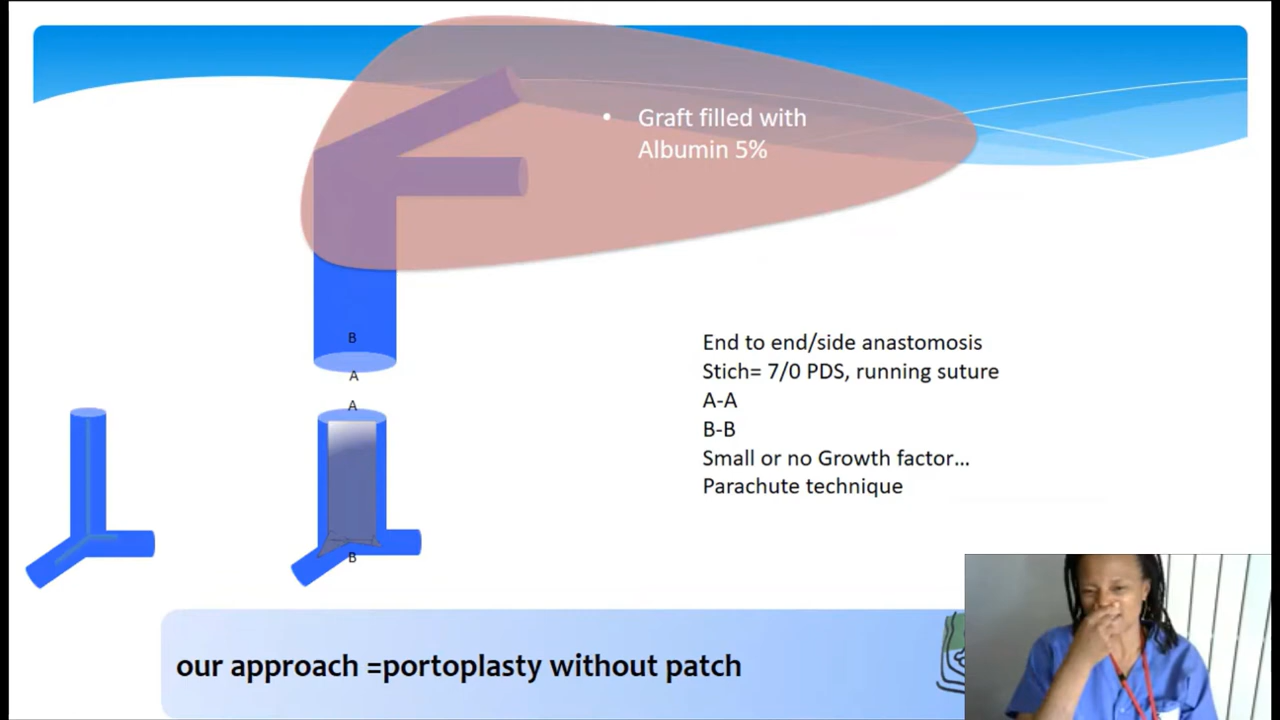 • Graft filled with
Albumin 5%
B
A
A
B
End to end/side anastomosis
Stich= 7/0 PDS, running suture
A-A
B-B
Small or no Growth factor...
Parachute technique
our approach =portoplasty without patch